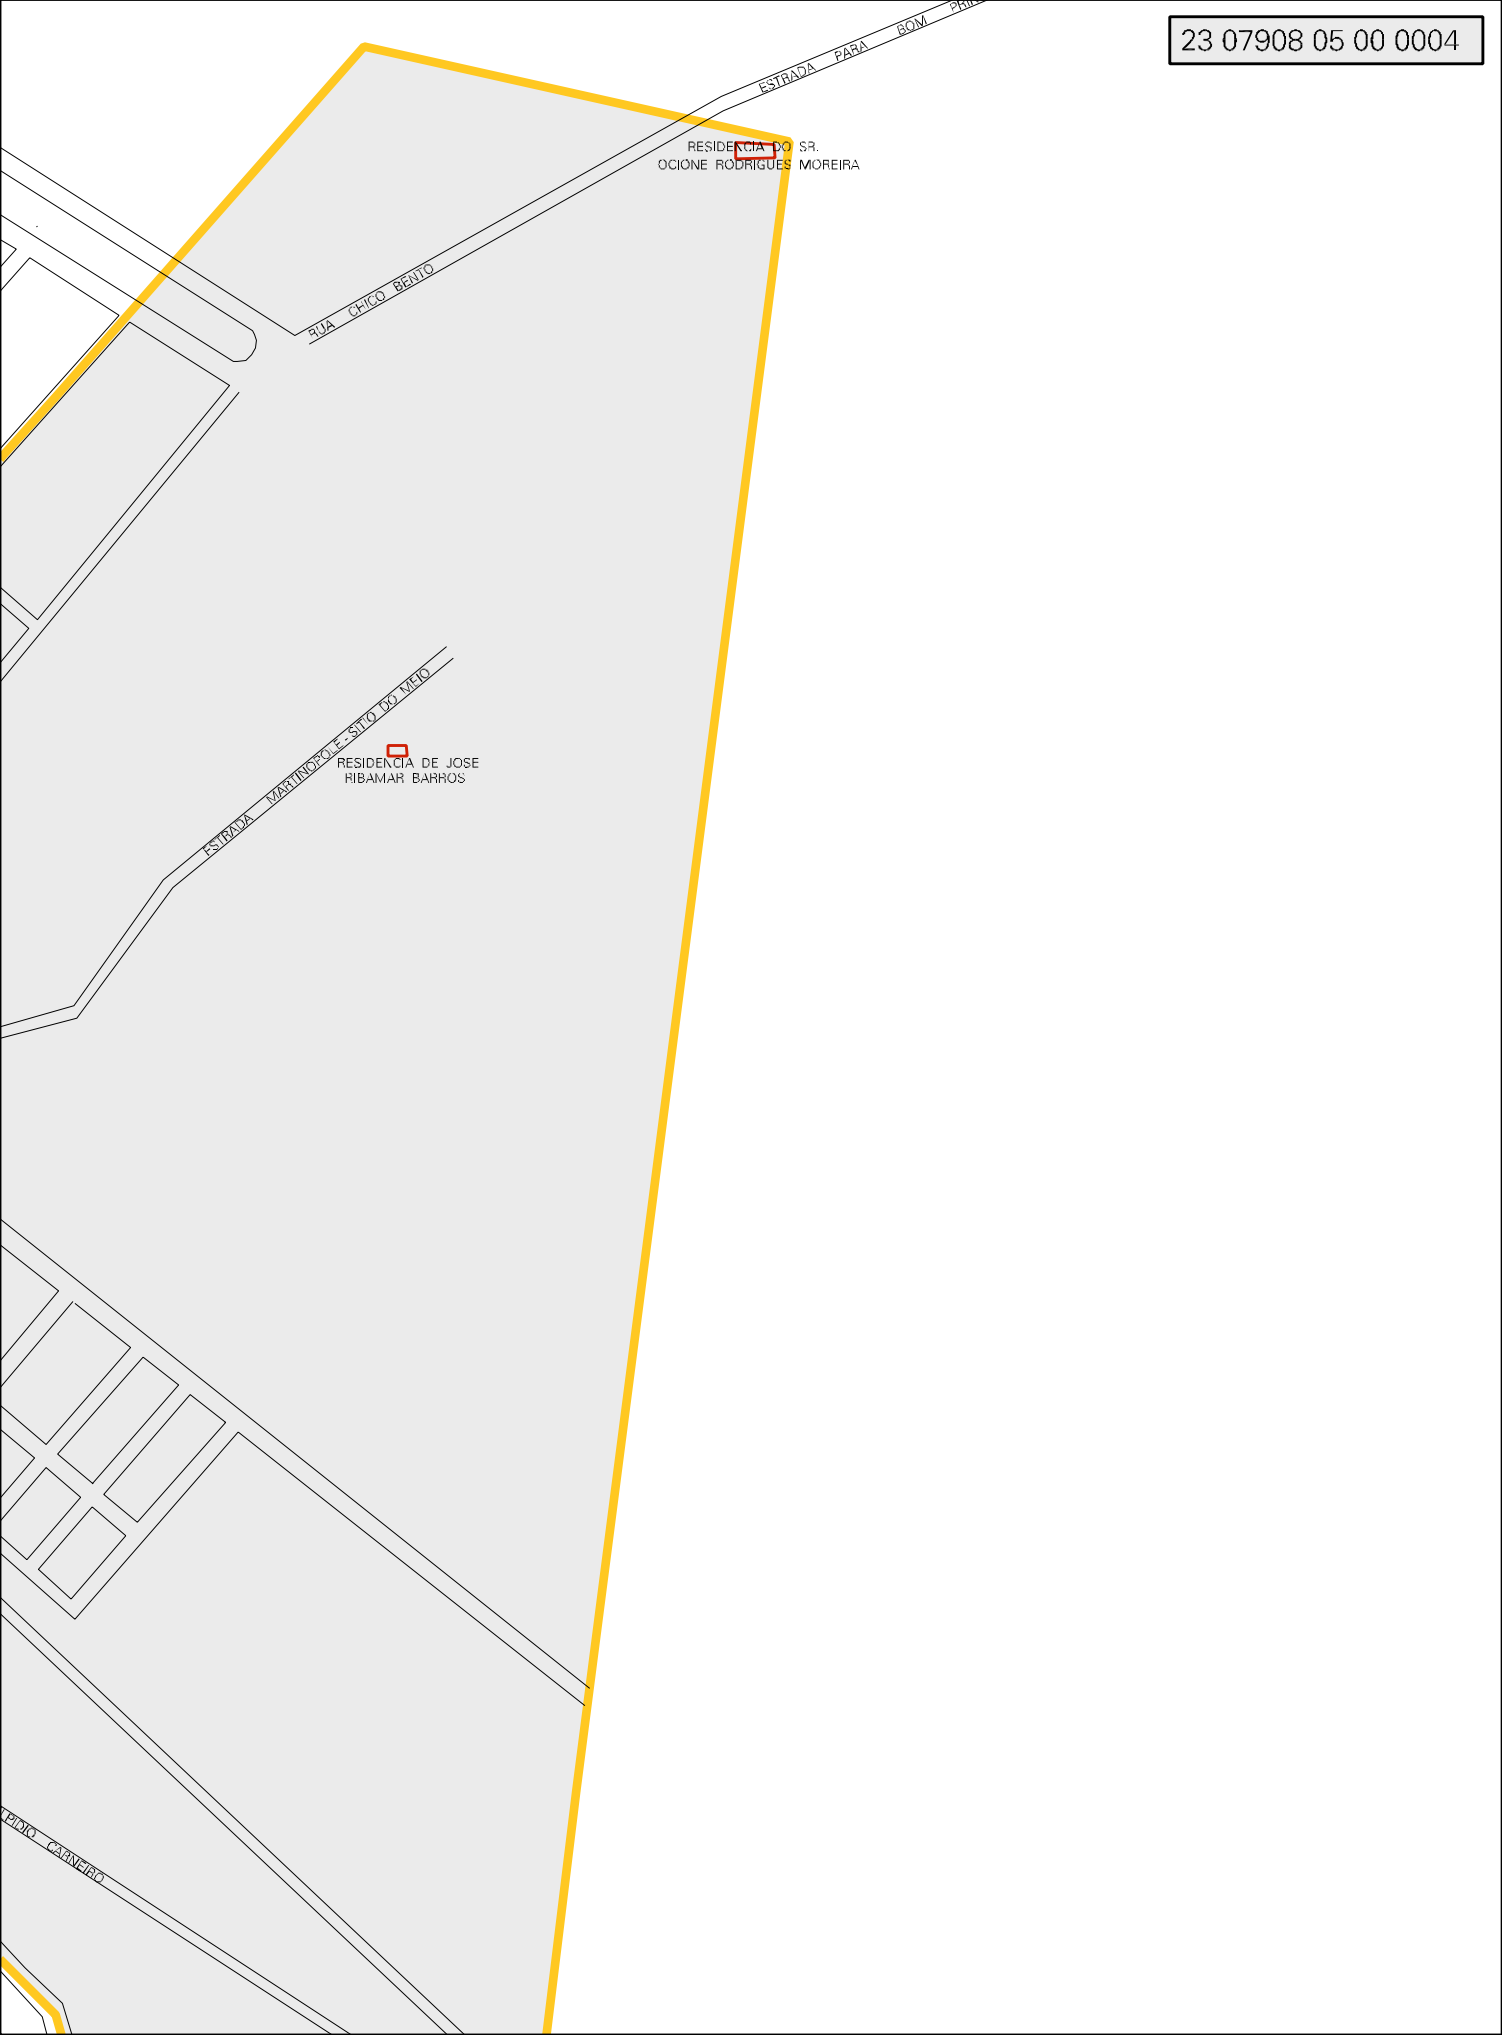 23 07908 05 00 0004
ESTRADA PARA BOM
RESIDENCIA DO SR.
OCIONE RODRIGUES MOREIRA
RUA CHICO BENTO
ESTRADA MARTINOPOLE-SITIO DO MEIO
RESIDENCIA DE JOSE
RIBAMAR BARROS
CARNEIRO